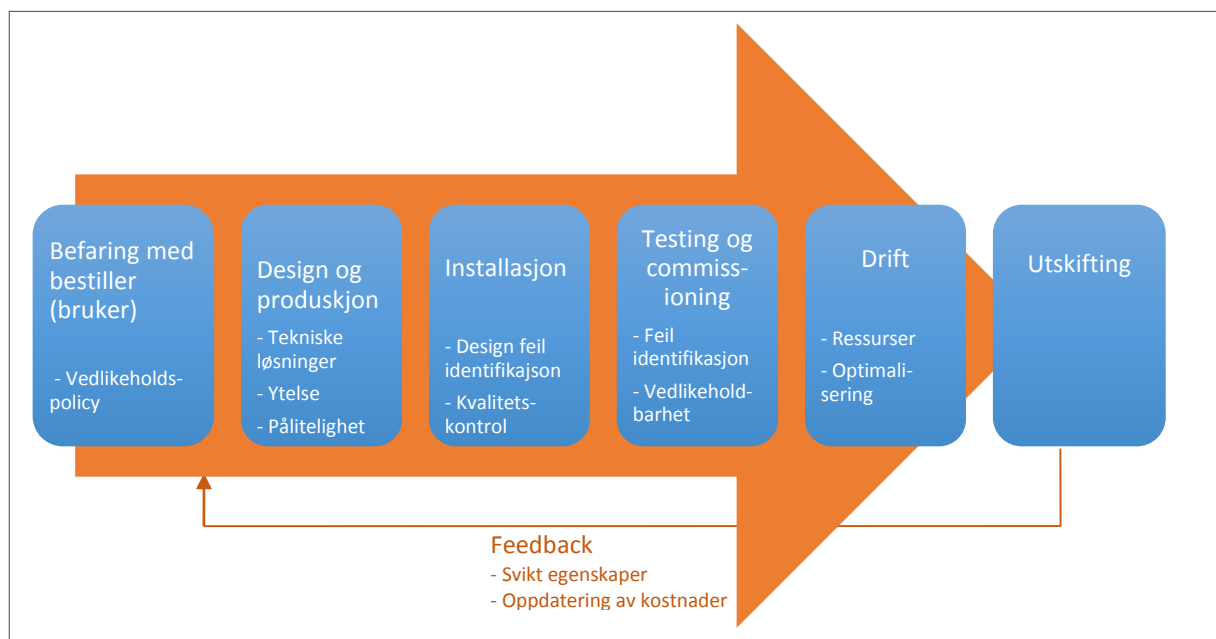 Befaring med
bestiller
(bruker)
- Vedlikeholds-
policy
Design og
produskjon
- Tekniske
løsninger
- Ytelse
- Pålitelighet
Installasjon
- Design feil
identifikajson
- Kvalitets-
kontrol
Testing og
commiss-
ioning
- Feil
identifikasjon
- Vedlikehold-
barhet
Drift
- Ressurser
- Optimali-
sering
Utskifting
Feedback
- Svikt egenskaper
- Oppdatering av kostnader